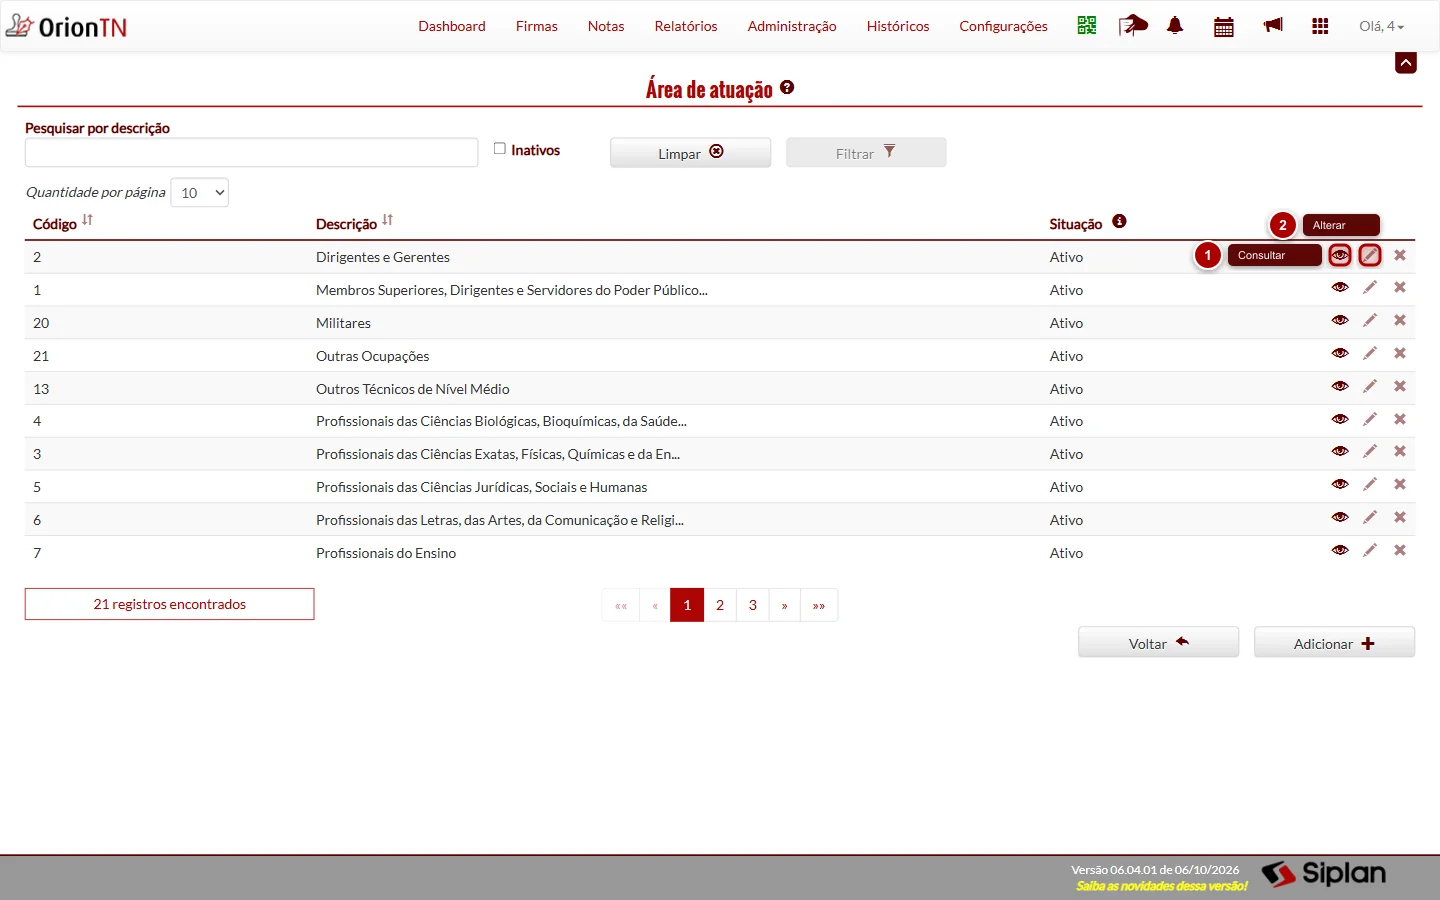 OrionTN
Dashboard Firmas Notas Relatórios Administração Históricos Configurações Olá, 4
Área de atuação
Pesquisar por descrição
Inativos
Limpar
Filtrar
Quantidade por página 10
Código Descrição Situação
2 Alterar
1 Consultar
2 Dirigentes e Gerentes Ativo
1 Membros Superiores, Dirigentes e Servidores do Poder Público... Ativo
20 Militares Ativo
21 Outras Ocupações Ativo
13 Outros Técnicos de Nível Médio Ativo
4 Profissionais das Ciências Biológicas, Bioquímicas, da Saúde... Ativo
3 Profissionais das Ciências Exatas, Físicas, Químicas e da En... Ativo
5 Profissionais das Ciências Jurídicas, Sociais e Humanas Ativo
6 Profissionais das Letras, das Artes, da Comunicação e Religi... Ativo
7 Profissionais do Ensino Ativo
21 registros encontrados
«« « 1 2 3 » »»
Voltar
Adicionar
Versão 06.04.01 de 06/10/2026
Saiba as novidades dessa versão!
Siplan